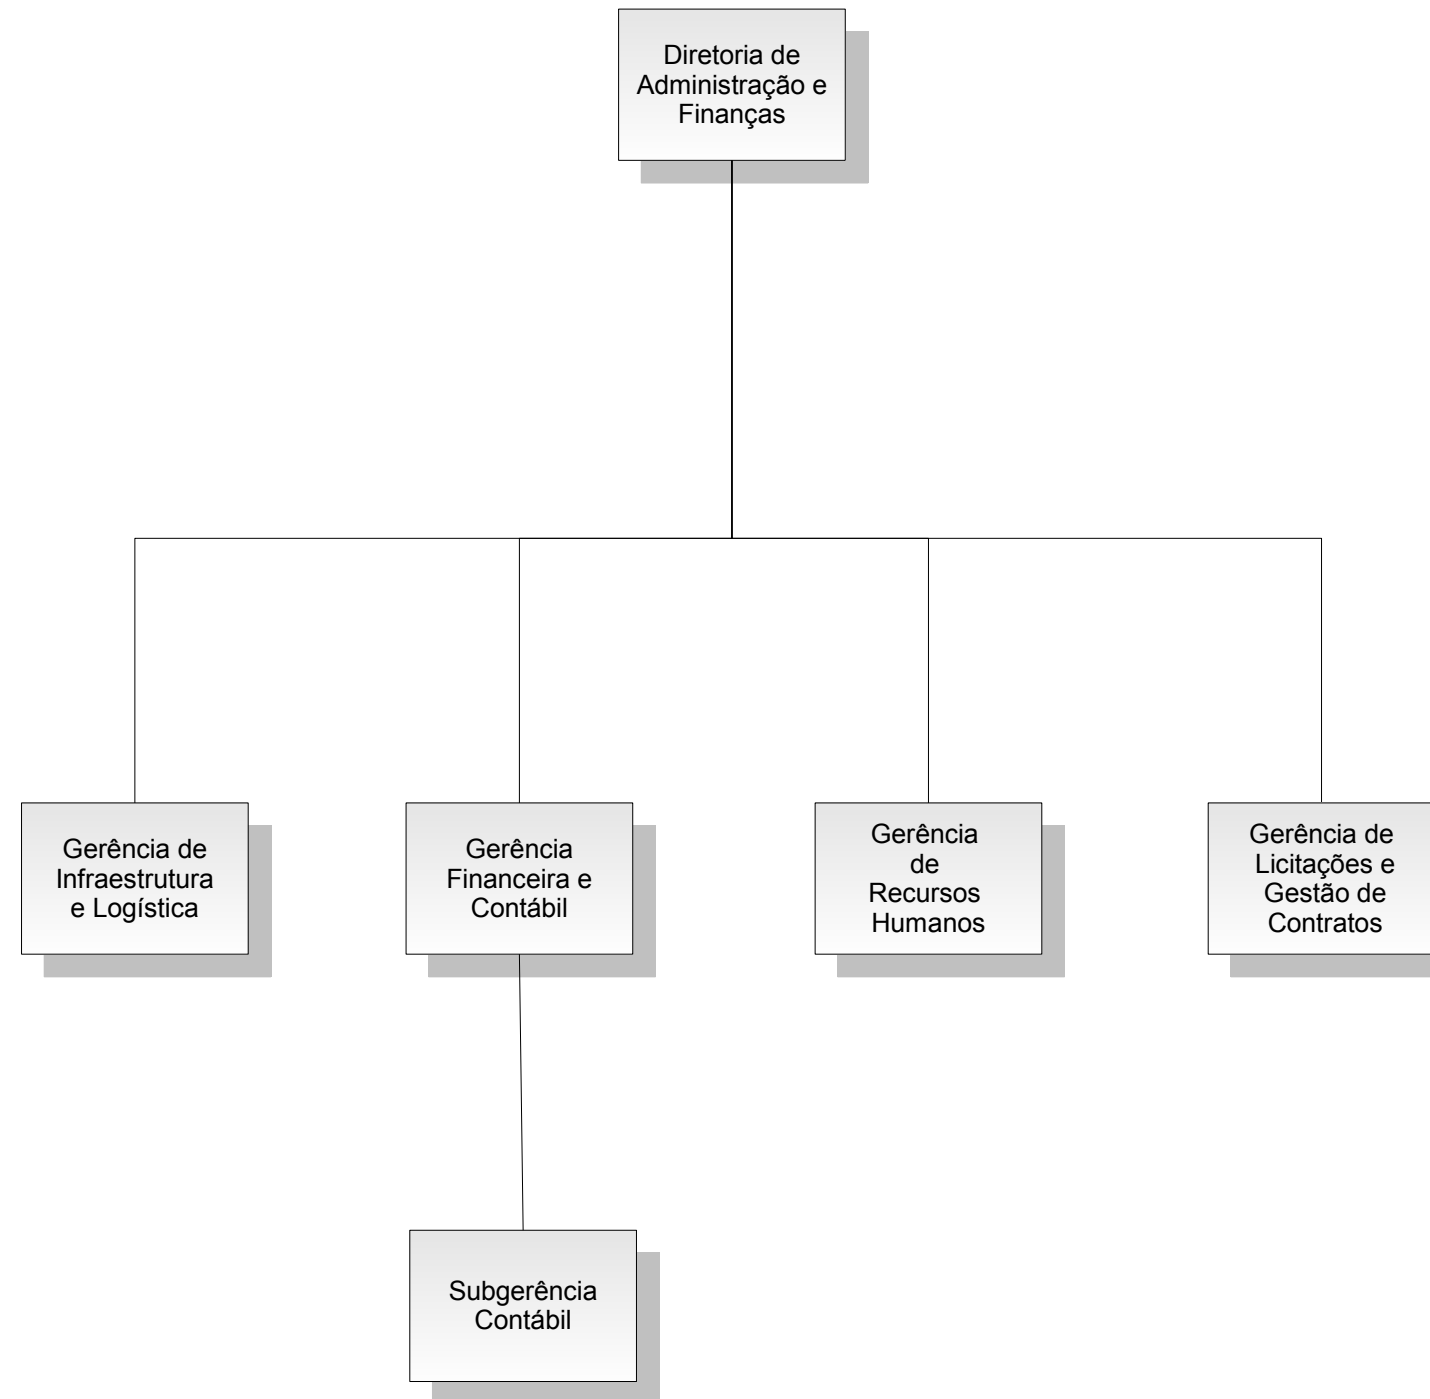 Diretoria de
Administração e
Finanças
Gerência de
Infraestrutura
e Logística
Gerência
Financeira e
Contábil
Gerência
de
Recursos
Humanos
Gerência de
Licitações e
Gestão de
Contratos
Subgerência
Contábil